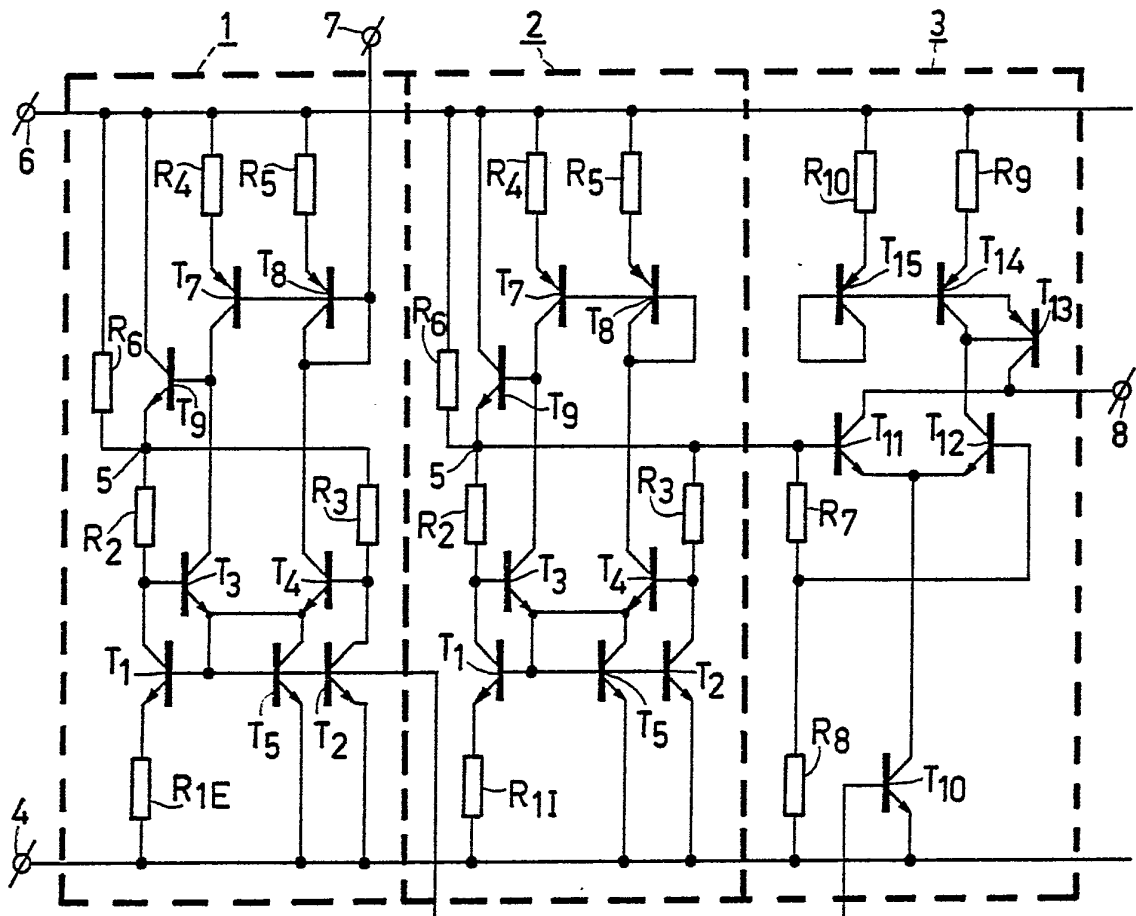 1 7 2 3
6
R4 R5 R4 R5 R10 R9
T7 T8 T7 T8 T15 T14 T13
R6 T9 R6 T9
T11 T12 8
5 5
R2 R3 R2 R3 R7
T3 T4 T3 T4
T1 T5 T2 T1 T5 T2
R8
R1E R1I T10
4